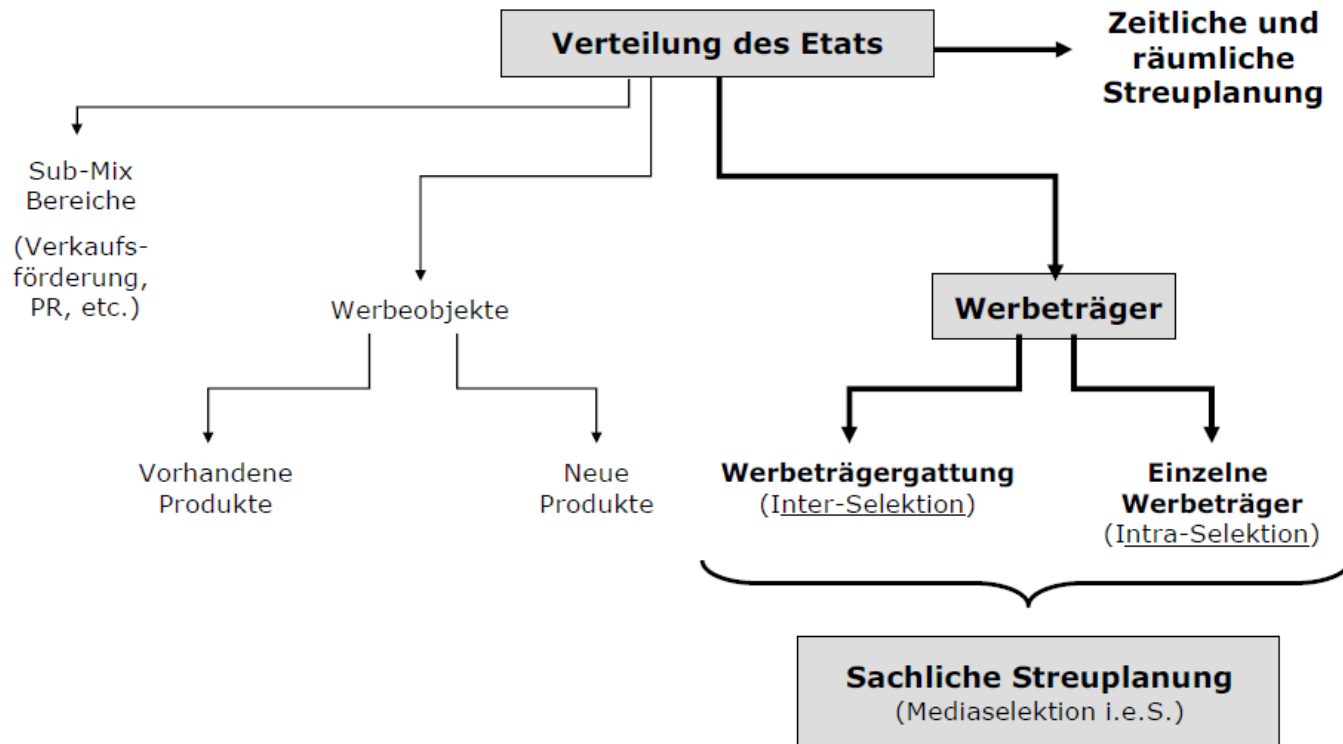 Verteilung des Etats
Zeitliche und
räumliche
Streuplanung
Sub-Mix
Bereiche
(Verkaufs-
förderung,
PR, etc.)
Werbeobjekte
Werbeträger
Vorhandene
Produkte
Neue
Produkte
Werbeträgergattung
(Inter-Selektion)
Einzelne
Werbeträger
(Intra-Selektion)
Sachliche Streuplanung
(Mediaselektion i.e.S.)